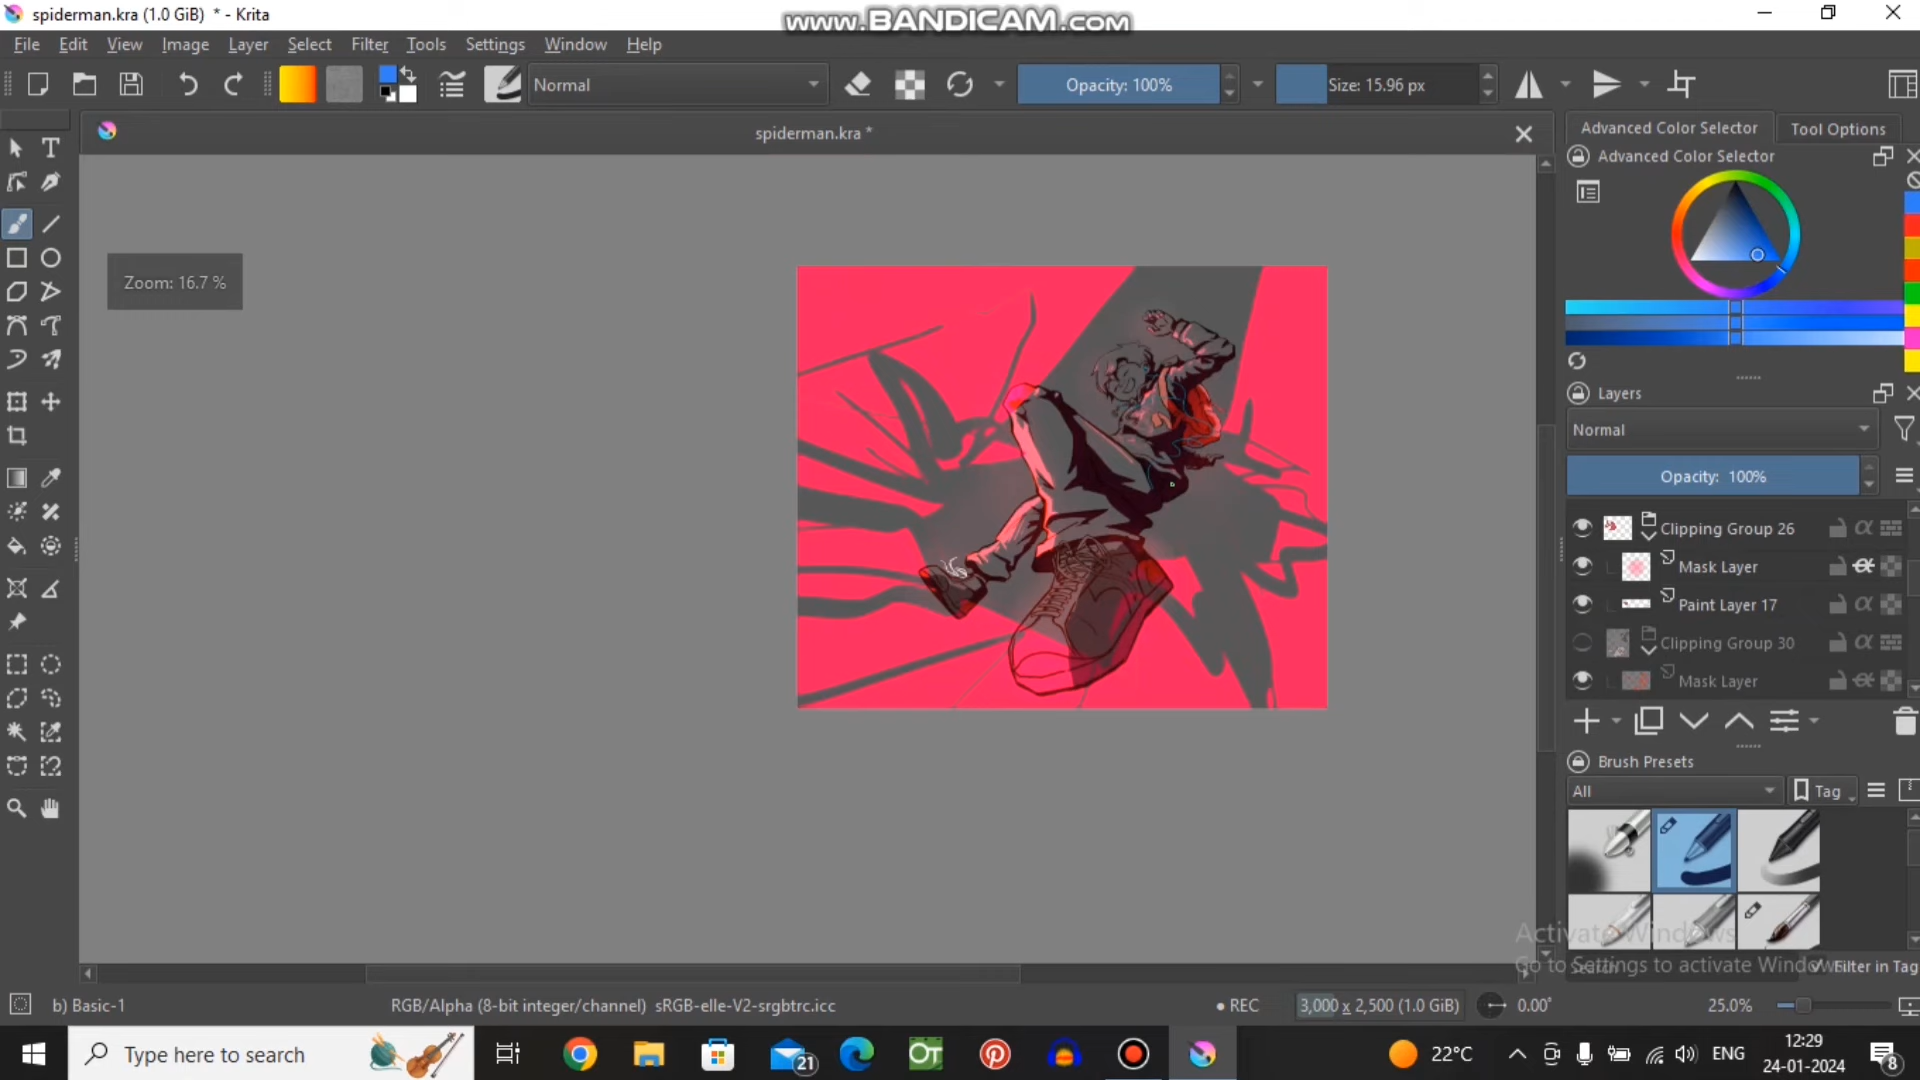 spiderman.kra (1.0 GiB) * - Krita
www.BANDICAM.com
File Edit View Image Layer Select Filter Tools Settings Window Help
Normal
Opacity: 100%
Size: 15.96 px
spiderman.kra *
Advanced Color Selector
Tool Options
Advanced Color Selector
Zoom: 16.7 %
Layers
Normal
Opacity: 100%
Clipping Group 26
Mask Layer
Paint Layer 17
Clipping Group 30
Mask Layer
Brush Presets
All
Tag
Activate Windows
Go to Settings to activate Windows
Search
Filter in Tag
b) Basic-1
RGB/Alpha (8-bit integer/channel) sRGB-elle-V2-srgbtrc.icc
REC
3,000 x 2,500 (1.0 GiB)
0.00°
25.0%
Type here to search
OT
21
22°C
ENG
12:29
24-01-2024
8